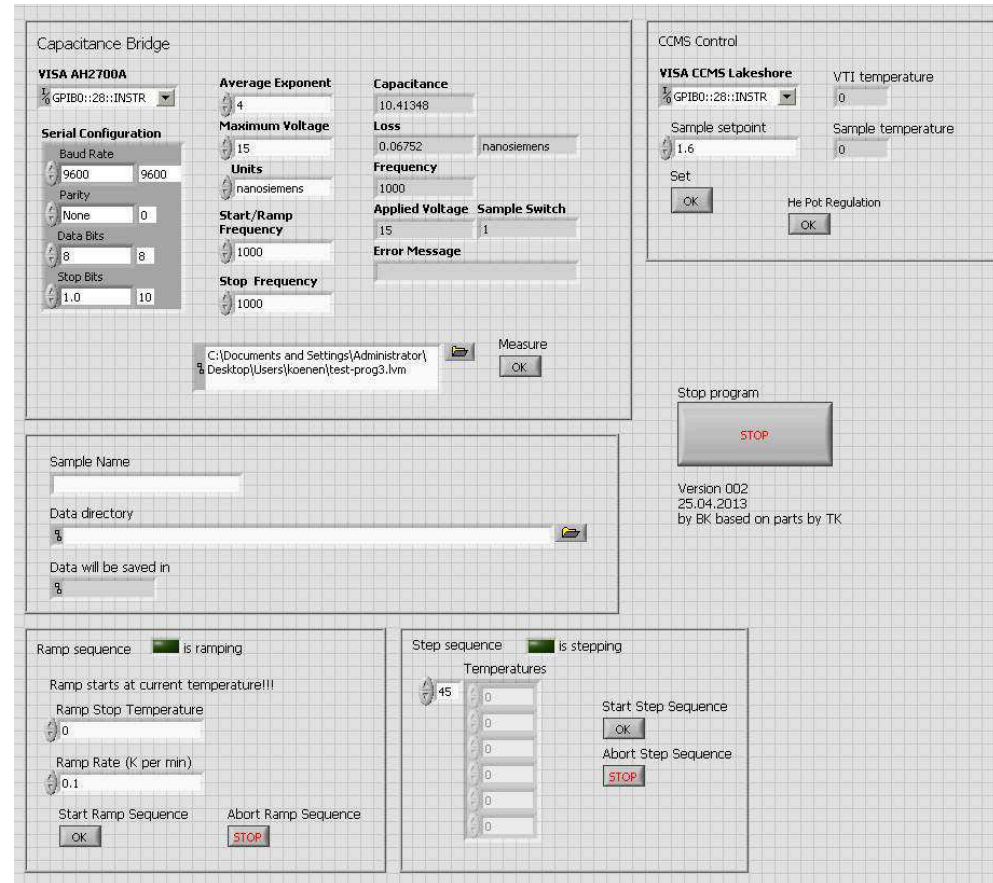 Capacitance Bridge
VISA AH2700A
GPIB0::28::INSTR
Serial Configuration
Baud Rate
9600 9600
Parity
None 0
Data Bits
8 8
Stop Bits
1.0 10
Average Exponent
4
Maximum Voltage
15
Units
nanosiemens
Start/Ramp
Frequency
1000
Stop Frequency
1000
Capacitance
10.41348
Loss
0.06752 nanosiemens
Frequency
1000
Applied Voltage Sample Switch
15 1
Error Message
C:\Documents and Settings\Administrator\
Desktop\Users\koenen\test-prog3.lvm
Measure
OK
CCMS Control
VISA CCMS Lakeshore
GPIB0::28::INSTR
VTI temperature
0
Sample setpoint
1.6
Sample temperature
0
Set
OK
He Pot Regulation
OK
Stop program
STOP
Version 002
25.04.2013
by BK based on parts by TK
Sample Name
Data directory
Data will be saved in
Ramp sequence is ramping
Ramp starts at current temperature!!!
Ramp Stop Temperature
0
Ramp Rate (K per min)
0.1
Start Ramp Sequence Abort Ramp Sequence
OK STOP
Step sequence is stepping
Temperatures
45 0
0
0
0
0
0
Start Step Sequence
OK
Abort Step Sequence
STOP